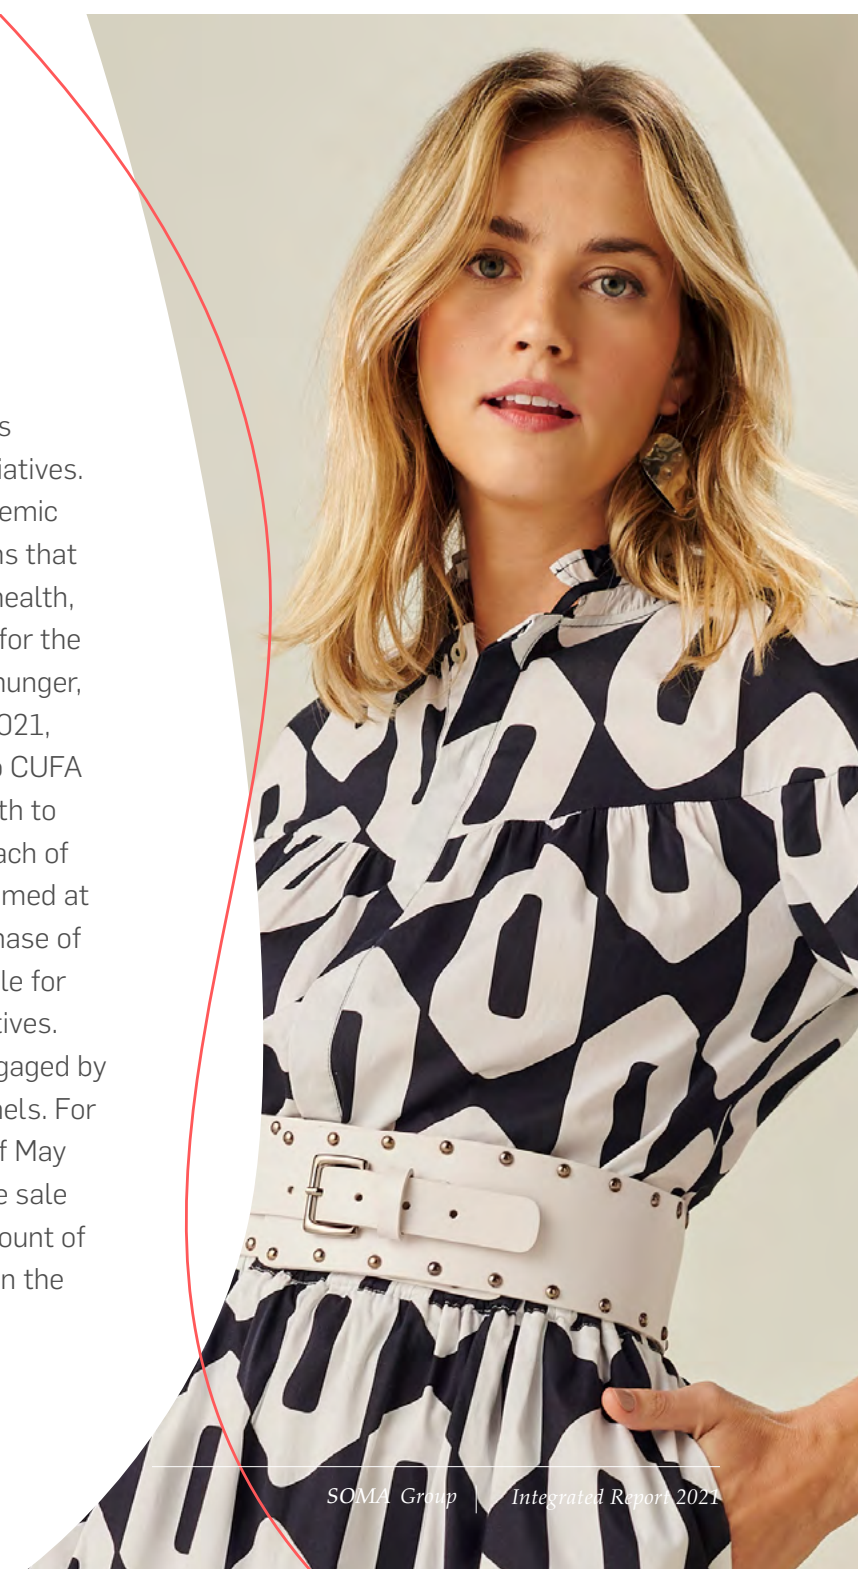 s
iatives.
emic
ns that
health,
for the
hunger,
021,
o CUFA
th to
ach of
med at
hase of
le for
tives.
gaged by
nels. For
f May
e sale
ount of
n the
SOMA Group | Integrated Report 2021